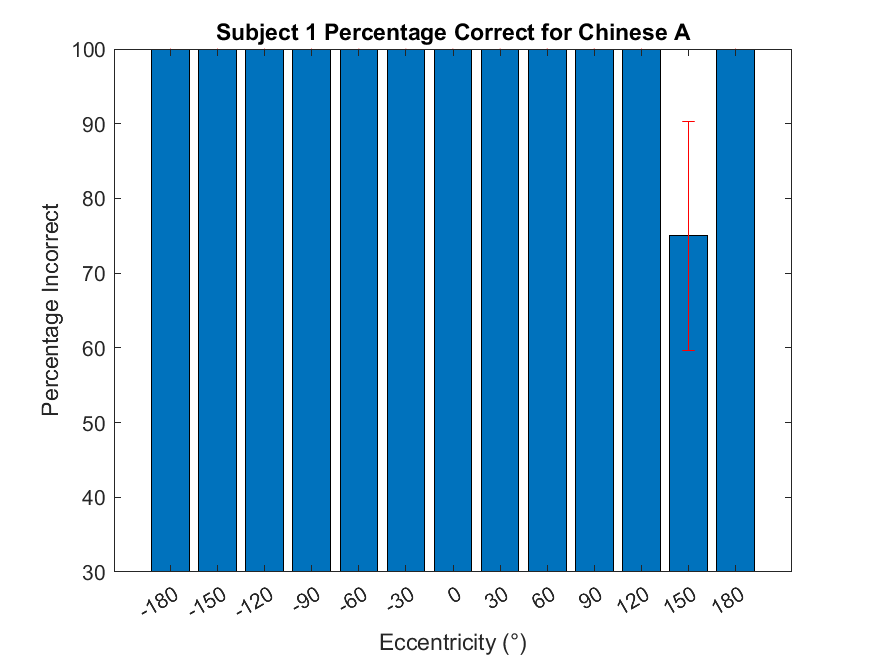 Subject 1 Percentage Correct for Chinese A
100
90
80
70
60
50
40
30
Percentage Incorrect
-180 -150 -120 -90 -60 -30 0 30 60 90 120 150 180
Eccentricity (°)